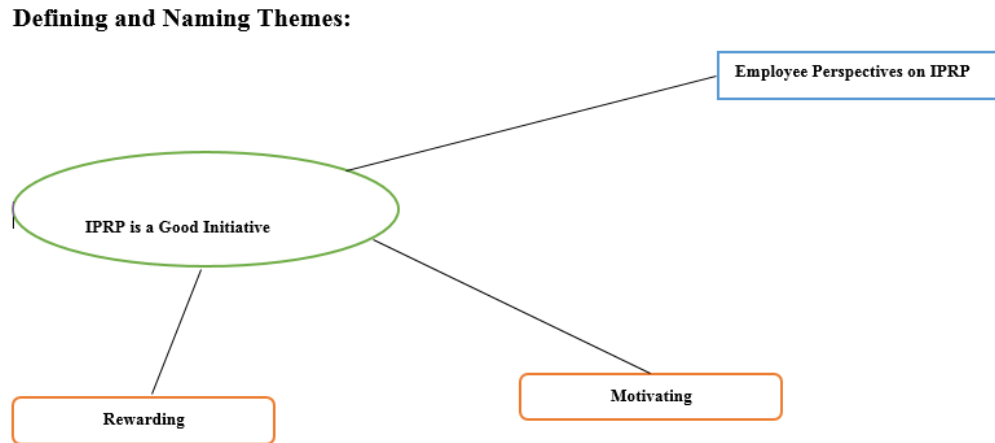 Defining and Naming Themes:
Employee Perspectives on IPRP
IPRP is a Good Initiative
Motivating
Rewarding